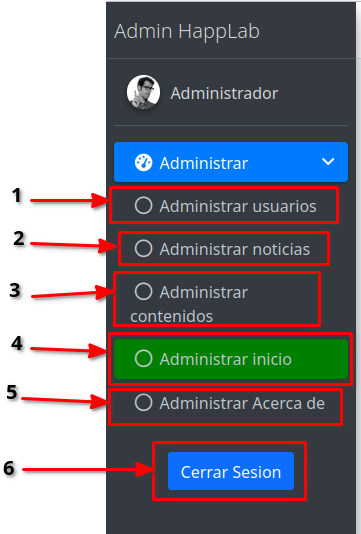 Admin HappLab
Administrador
Administrar
1
Administrar usuarios
2
Administrar noticias
3
Administrar
contenidos
4
Administrar inicio
5
Administrar Acerca de
6
Cerrar Sesion